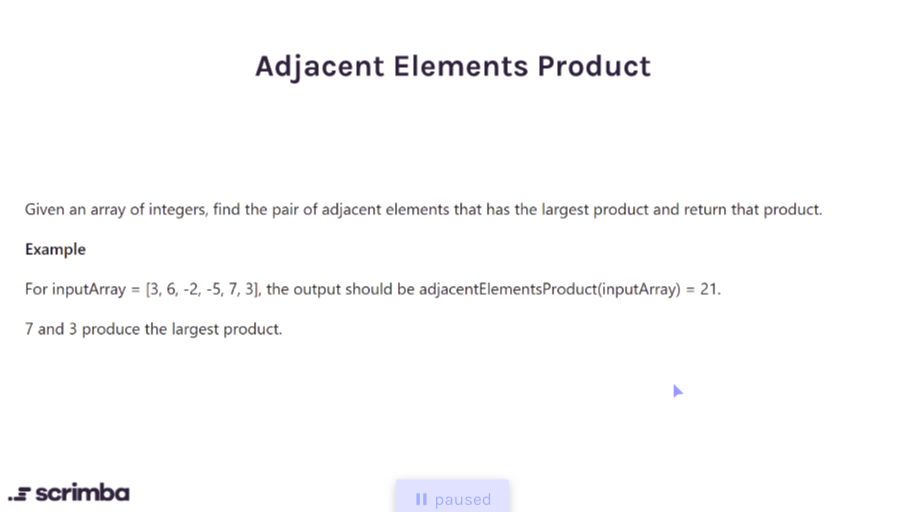 Adjacent Elements Product
Given an array of integers, find the pair of adjacent elements that has the largest product and return that product.
Example
For inputArray = [3, 6, -2, -5, 7, 3], the output should be adjacentElementsProduct(inputArray) = 21.
7 and 3 produce the largest product.
scrimba
paused